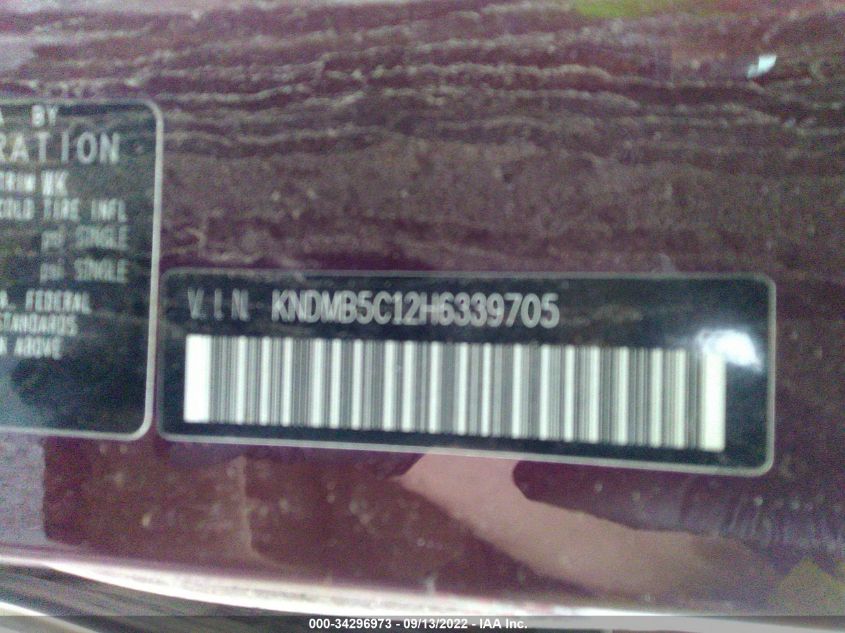 A BY
RATION
TRIM WK
COLD TIRE INFL
psi SINGLE
psi SINGLE
FEDERAL
STANDARDS
ABOVE
V.I.N. KNDMB5C12H6339705
000-34296973 - 09/13/2022 - IAA Inc.